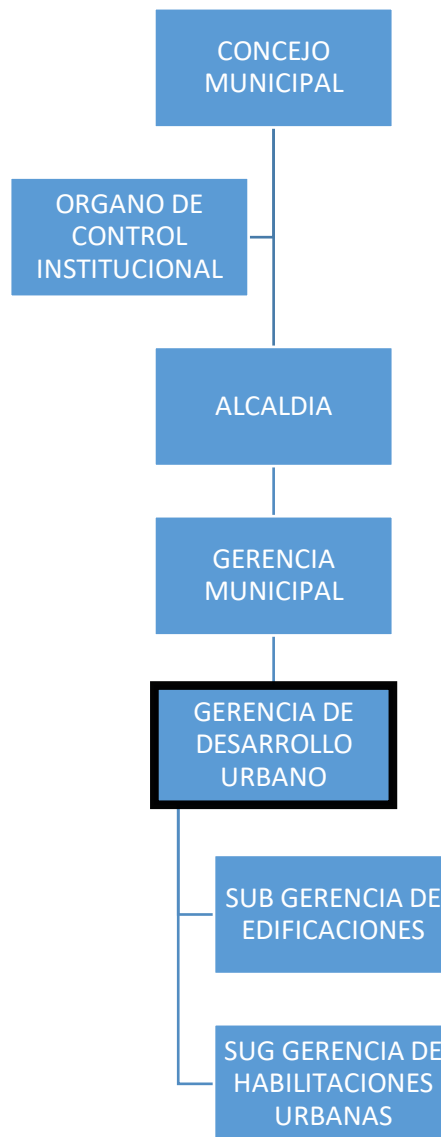 CONCEJO
MUNICIPAL
ORGANO DE
CONTROL
INSTITUCIONAL
ALCALDIA
GERENCIA
MUNICIPAL
GERENCIA DE
DESARROLLO
URBANO
SUB GERENCIA DE
EDIFICACIONES
SUG GERENCIA DE
HABILITACIONES
URBANAS